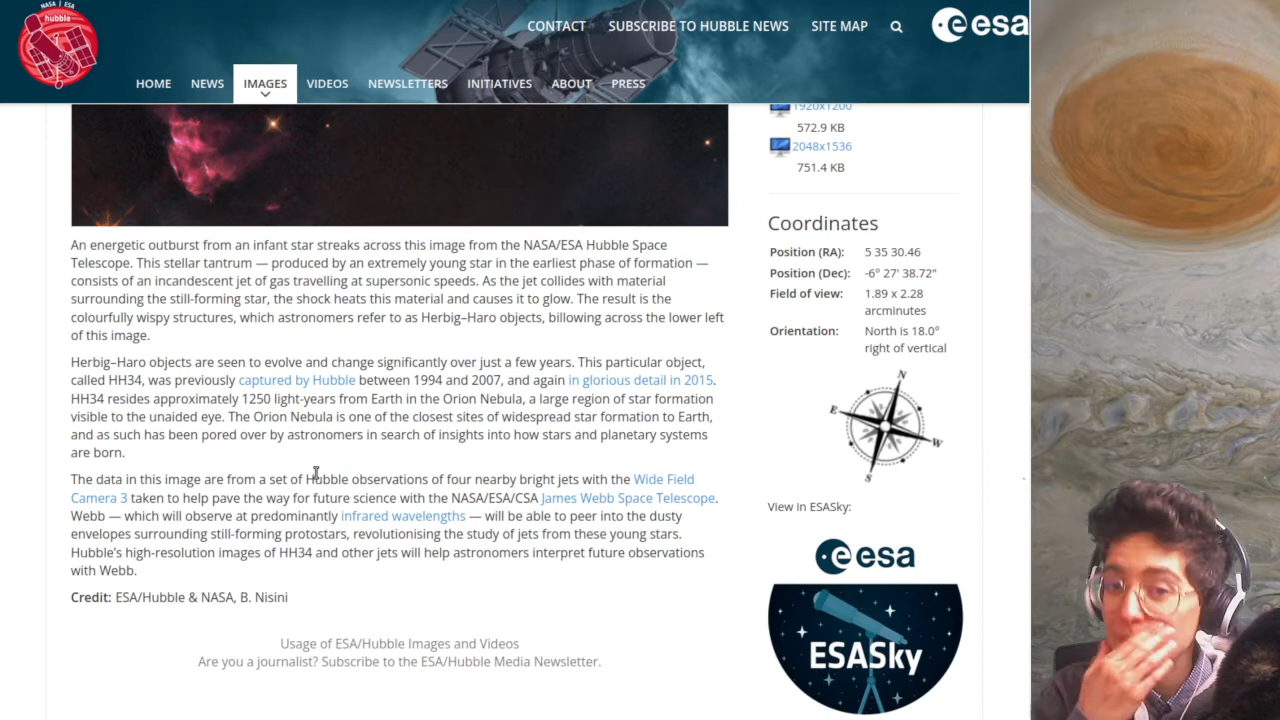 NASA | ESA
hubble
CONTACT
SUBSCRIBE TO HUBBLE NEWS
SITE MAP
esa
HOME
NEWS
IMAGES
VIDEOS
NEWSLETTERS
INITIATIVES
ABOUT
PRESS
An energetic outburst from an infant star streaks across this image from the NASA/ESA Hubble Space
Telescope. This stellar tantrum — produced by an extremely young star in the earliest phase of formation —
consists of an incandescent jet of gas travelling at supersonic speeds. As the jet collides with material
surrounding the still-forming star, the shock heats this material and causes it to glow. The result is the
colourfully wispy structures, which astronomers refer to as Herbig–Haro objects, billowing across the lower left
of this image.
Herbig–Haro objects are seen to evolve and change significantly over just a few years. This particular object,
called HH34, was previously captured by Hubble between 1994 and 2007, and again in glorious detail in 2015.
HH34 resides approximately 1250 light-years from Earth in the Orion Nebula, a large region of star formation
visible to the unaided eye. The Orion Nebula is one of the closest sites of widespread star formation to Earth,
and as such has been pored over by astronomers in search of insights into how stars and planetary systems
are born.
The data in this image are from a set of Hubble observations of four nearby bright jets with the Wide Field
Camera 3 taken to help pave the way for future science with the NASA/ESA/CSA James Webb Space Telescope.
Webb — which will observe at predominantly infrared wavelengths — will be able to peer into the dusty
envelopes surrounding still-forming protostars, revolutionising the study of jets from these young stars.
Hubble's high-resolution images of HH34 and other jets will help astronomers interpret future observations
with Webb.
Credit: ESA/Hubble & NASA, B. Nisini
Usage of ESA/Hubble Images and Videos
Are you a journalist? Subscribe to the ESA/Hubble Media Newsletter.
1920x1200
572.9 KB
2048x1536
751.4 KB
Coordinates
Position (RA): 5 35 30.46
Position (Dec): -6° 27' 38.72"
Field of view: 1.89 x 2.28
arcminutes
Orientation: North is 18.0°
right of vertical
N
E
W
S
View in ESASky:
esa
ESASky